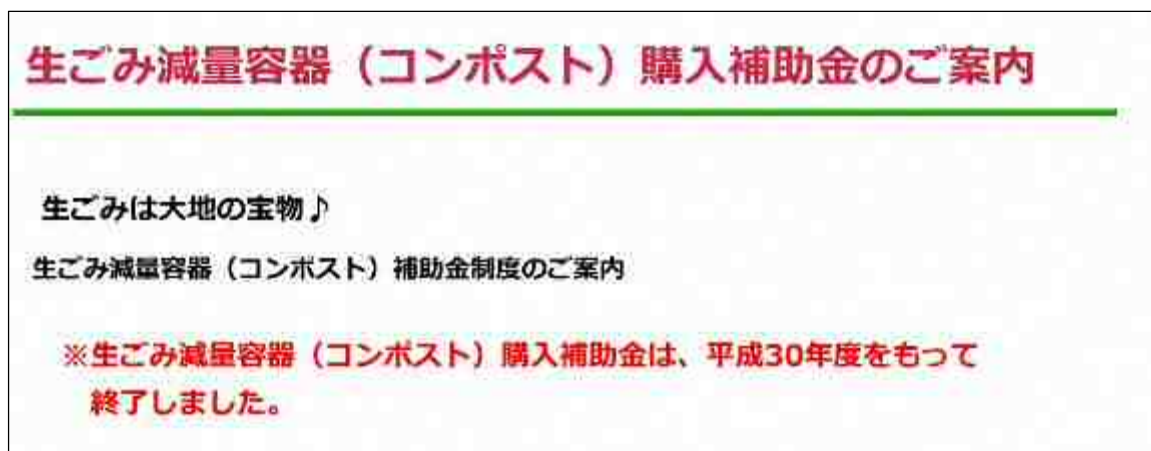 生ごみ減量容器（コンポスト）購入補助金のご案内
生ごみは大地の宝物♪
生ごみ減量容器（コンポスト）補助金制度のご案内
※生ごみ減量容器（コンポスト）購入補助金は、平成30年度をもって
終了しました。